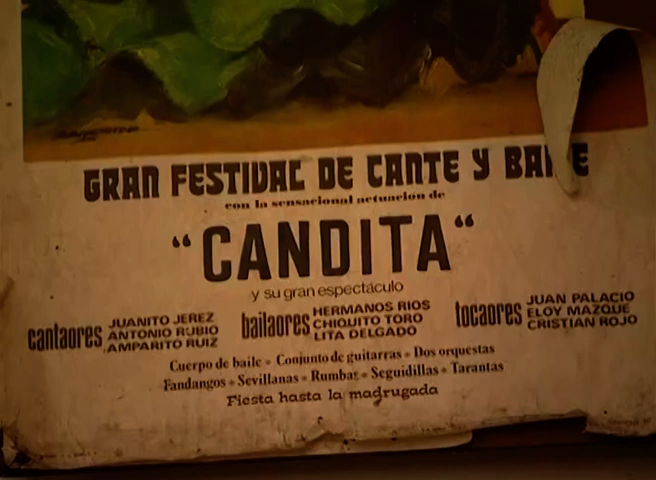 GRAN FESTIVAL DE CANTE Y BAILE
con la sensacional actuacion de
"CANDITA"
y su gran espectáculo
cantaores JUANITO JEREZ
ANTONIO RUBIO
AMPARITO RUIZ
bailaores HERMANOS RIOS
CHIQUITO TORO
LITA DELGADO
tocaores JUAN PALACIO
ELOY MAZQUE
CRISTIAN ROJO
Cuerpo de baile * Conjunto de guitarras * Dos orquestas
Fandangos * Sevillanas * Rumbas * Seguidillas * Tarantas
Fiesta hasta la madrugada